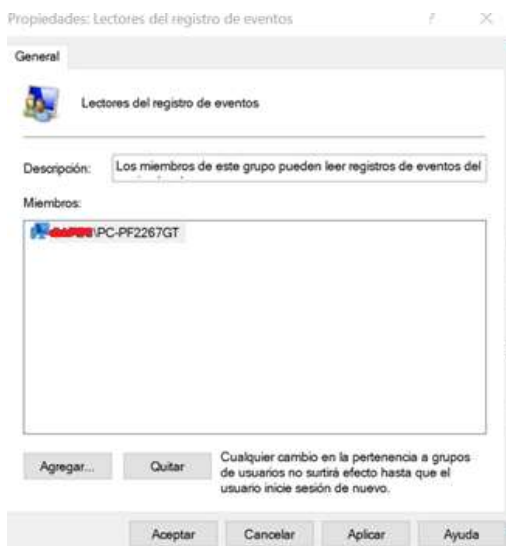 Propiedades: Lectores del registro de eventos ? X
General
Lectores del registro de eventos
Descripción: Los miembros de este grupo pueden leer registros de eventos del
Miembros:
\PC-PF2267GT
Agregar... Quitar
Cualquier cambio en la pertenencia a grupos
de usuarios no surtirá efecto hasta que el
usuario inicie sesión de nuevo.
Aceptar Cancelar Aplicar Ayuda